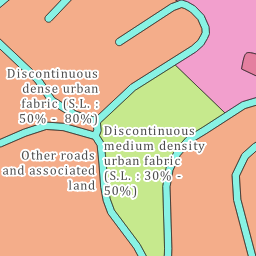 Discontinuous
dense urban
fabric (S.L. :
50% -  80%)
Discontinuous
medium density
urban fabric
(S.L. : 30% -
50%)
Other roads
and associated
land